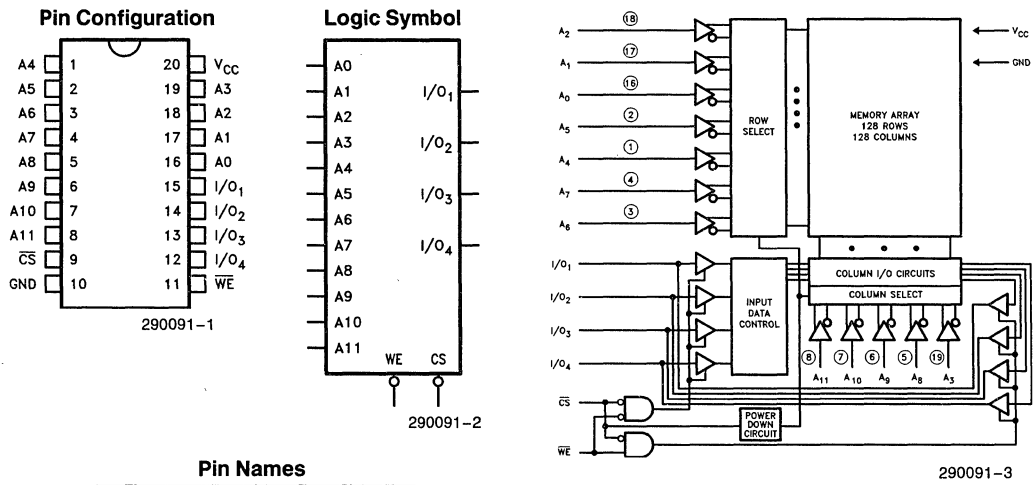 Pin Configuration
A4 1 20 VCC
A5 2 19 A3
A6 3 18 A2
A7 4 17 A1
A8 5 16 A0
A9 6 15 I/O1
A10 7 14 I/O2
A11 8 13 I/O3
C̅S̅ 9 12 I/O4
GND 10 11 W̅E̅
290091-1
Logic Symbol
A0
A1 I/O1
A2
A3 I/O2
A4
A5 I/O3
A6
A7 I/O4
A8
A9
A10
A11
WE CS
290091-2
A2 18
A1 17
A0 16
A5 2
A4 1
A7 4
A6 3
ROW
SELECT
MEMORY ARRAY
128 ROWS
128 COLUMNS
VCC
GND
I/O1
I/O2
I/O3
I/O4
INPUT
DATA
CONTROL
COLUMN I/O CIRCUITS
COLUMN SELECT
8 7 6 5 19
A11 A10 A9 A8 A3
C̅S̅
W̅E̅
POWER
DOWN
CIRCUIT
290091-3
Pin Names